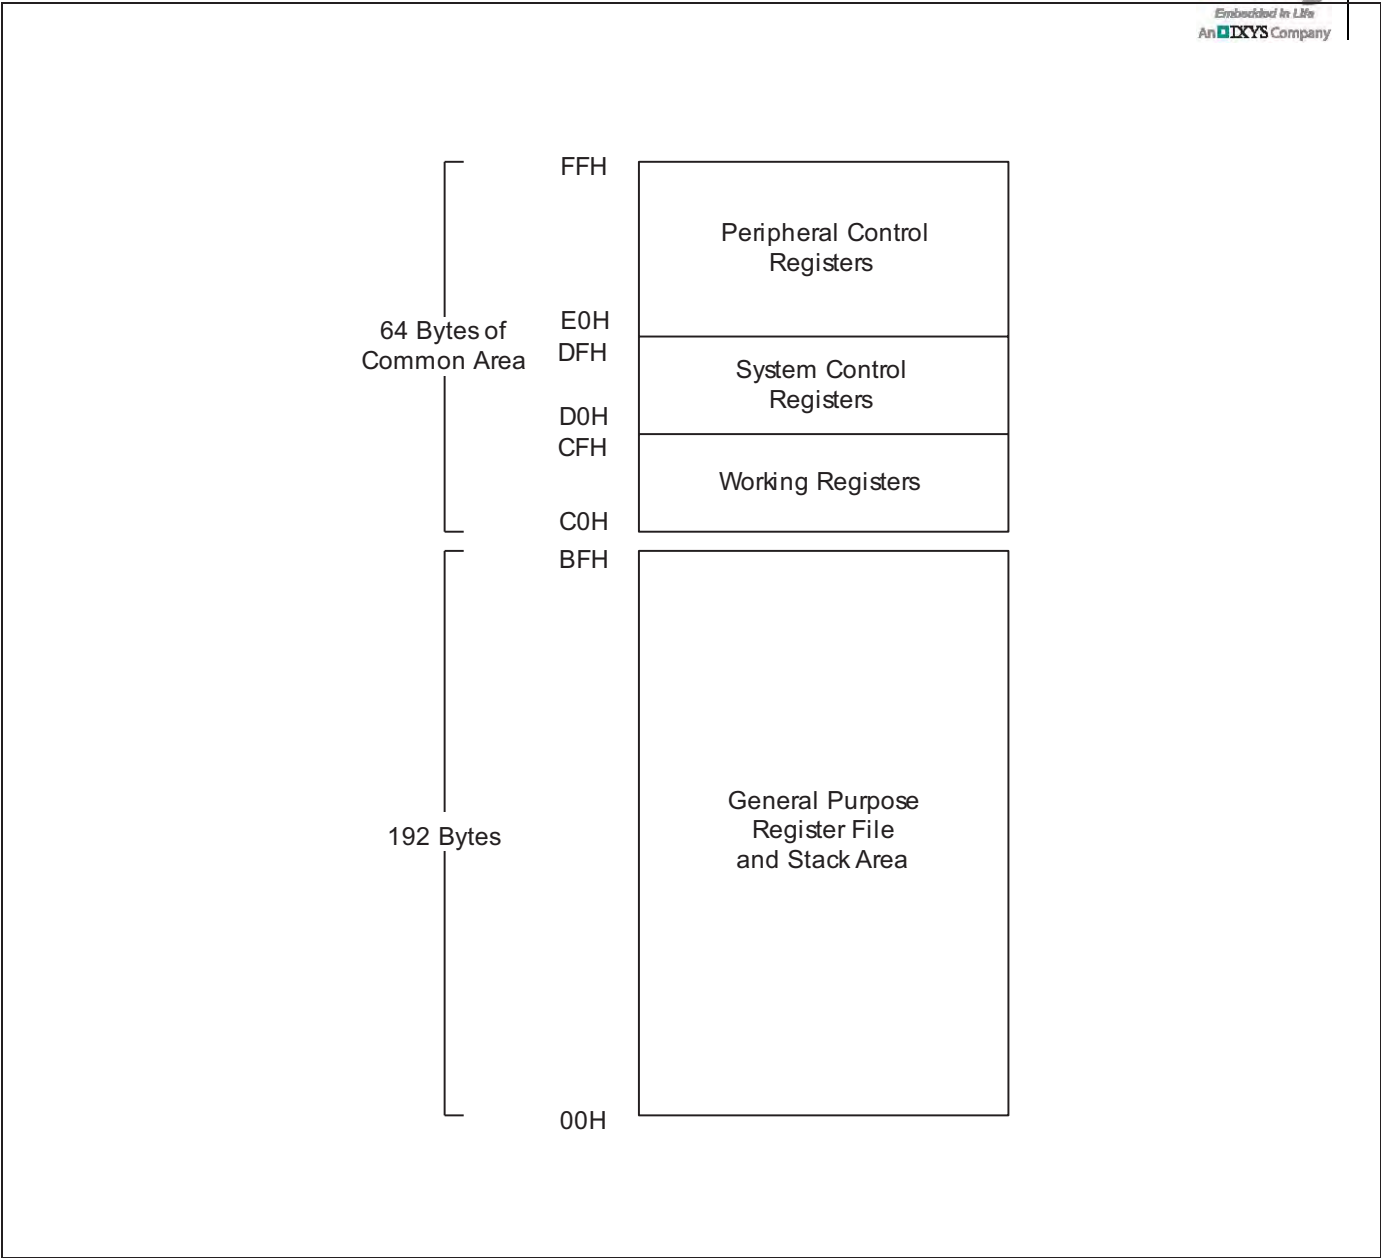 Embedded in Life
An IXYS Company
FFH
Peripheral Control
Registers
E0H
64 Bytes of
Common Area
DFH
System Control
Registers
D0H
CFH
Working Registers
C0H
BFH
General Purpose
Register File
and Stack Area
192 Bytes
00H